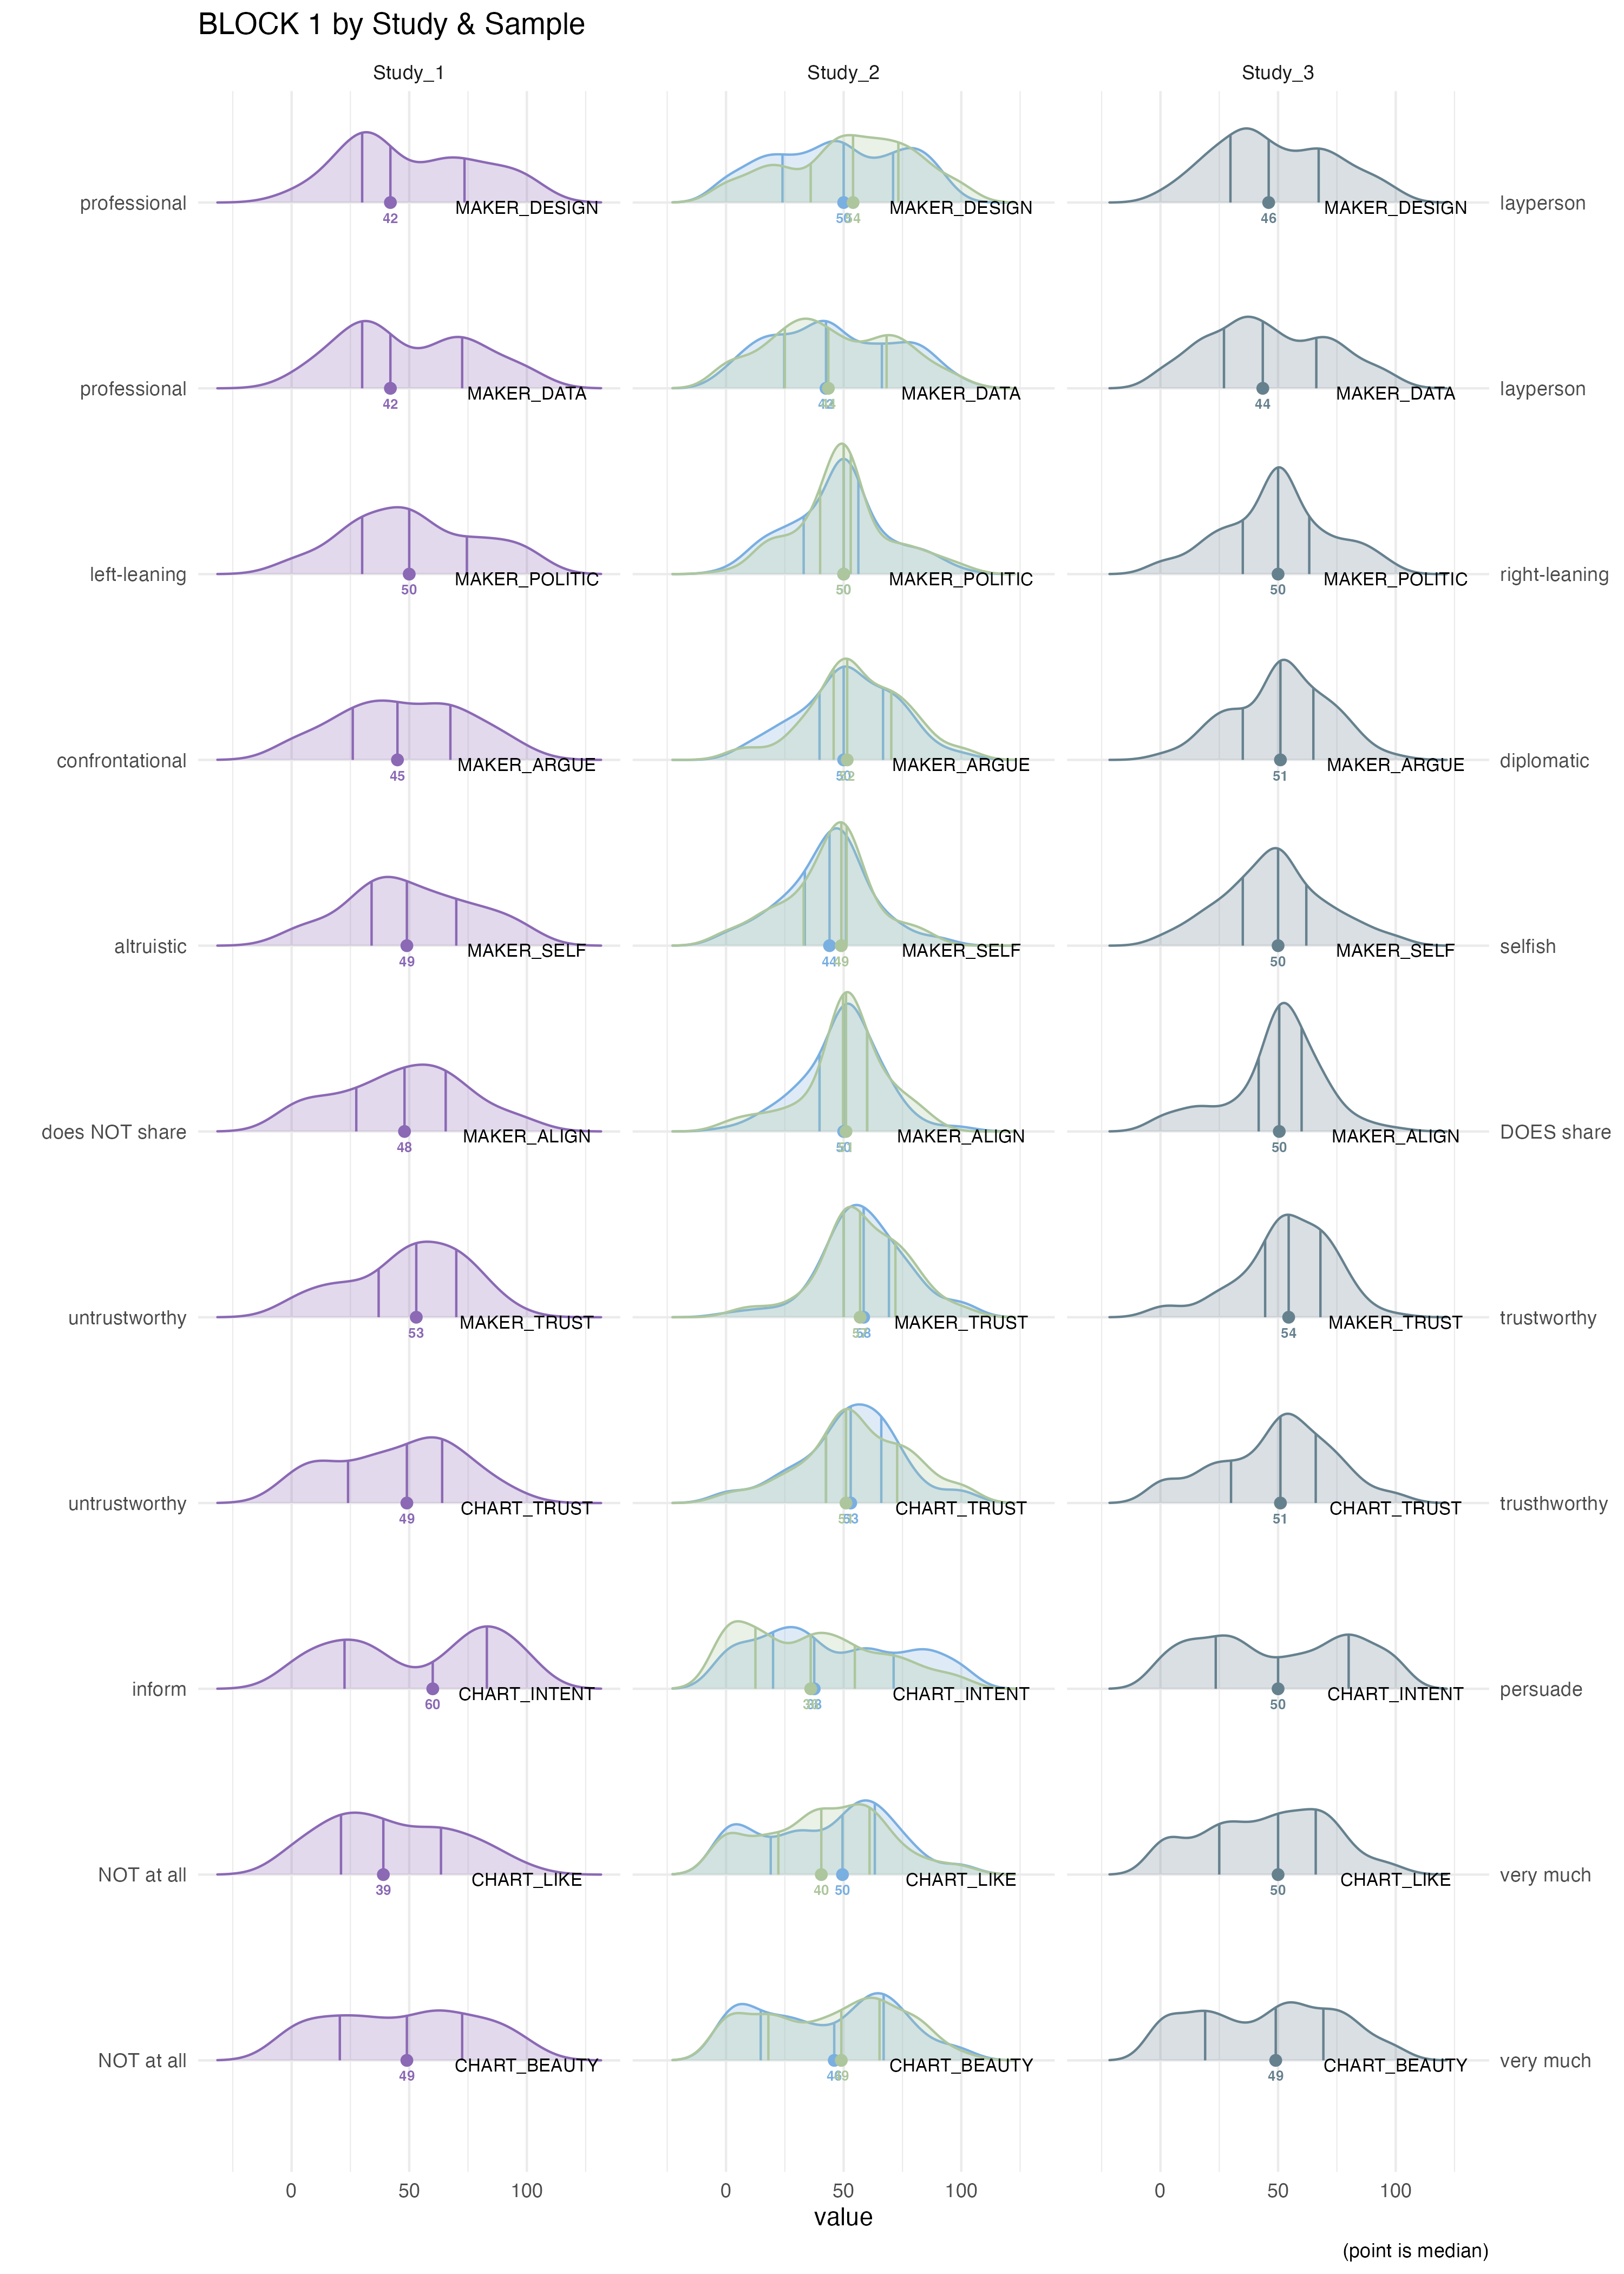 BLOCK 1 by Study & Sample
Study_1 Study_2 Study_3
professional MAKER_DESIGN MAKER_DESIGN MAKER_DESIGN layperson
42 46
professional MAKER_DATA MAKER_DATA MAKER_DATA layperson
42 44
left-leaning MAKER_POLITIC MAKER_POLITIC MAKER_POLITIC right-leaning
50 50 50
confrontational MAKER_ARGUE MAKER_ARGUE MAKER_ARGUE diplomatic
45 51
altruistic MAKER_SELF MAKER_SELF MAKER_SELF selfish
49 44 49 50
does NOT share MAKER_ALIGN MAKER_ALIGN MAKER_ALIGN DOES share
48 50
untrustworthy MAKER_TRUST MAKER_TRUST MAKER_TRUST trustworthy
53 54
untrustworthy CHART_TRUST CHART_TRUST CHART_TRUST trusthworthy
49 53 51
inform CHART_INTENT CHART_INTENT CHART_INTENT persuade
60 38 50
NOT at all CHART_LIKE CHART_LIKE CHART_LIKE very much
39 40 50 50
NOT at all CHART_BEAUTY CHART_BEAUTY CHART_BEAUTY very much
49 49
0 50 100 0 50 100 0 50 100
value
(point is median)